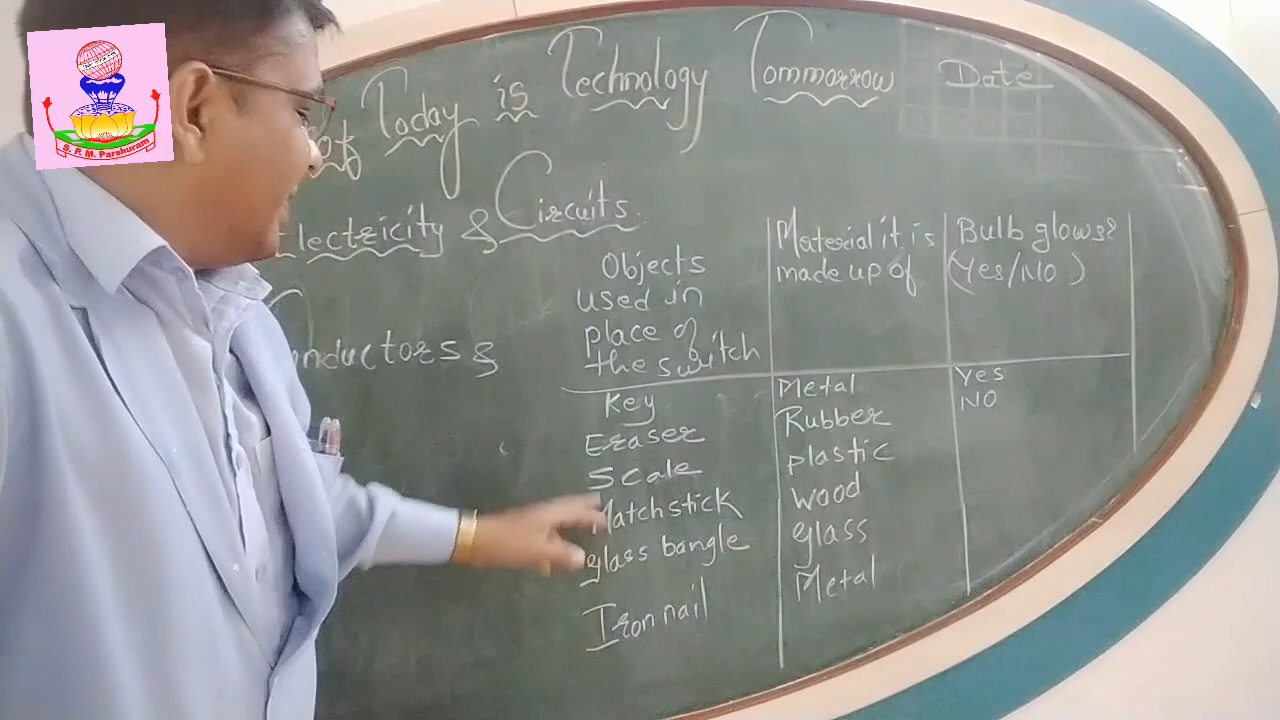 S. P. M. Parshuram
of Today is Technology Tommorrow
Date
Electricity & Circuits.
Conductors &
Objects used in place of the switch | Material it is made up of | Bulb glows? (Yes/NO)
Key | Metal | Yes
Eraser | Rubber | NO
Scale | plastic
Matchstick | wood
glass bangle | glass
Iron nail | Metal